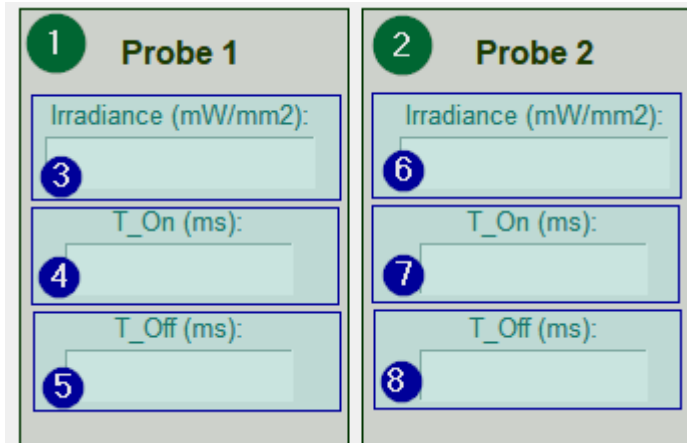 1
Probe 1
Irradiance (mW/mm2):
3
T_On (ms):
4
T_Off (ms):
5
2
Probe 2
Irradiance (mW/mm2):
6
T_On (ms):
7
T_Off (ms):
8